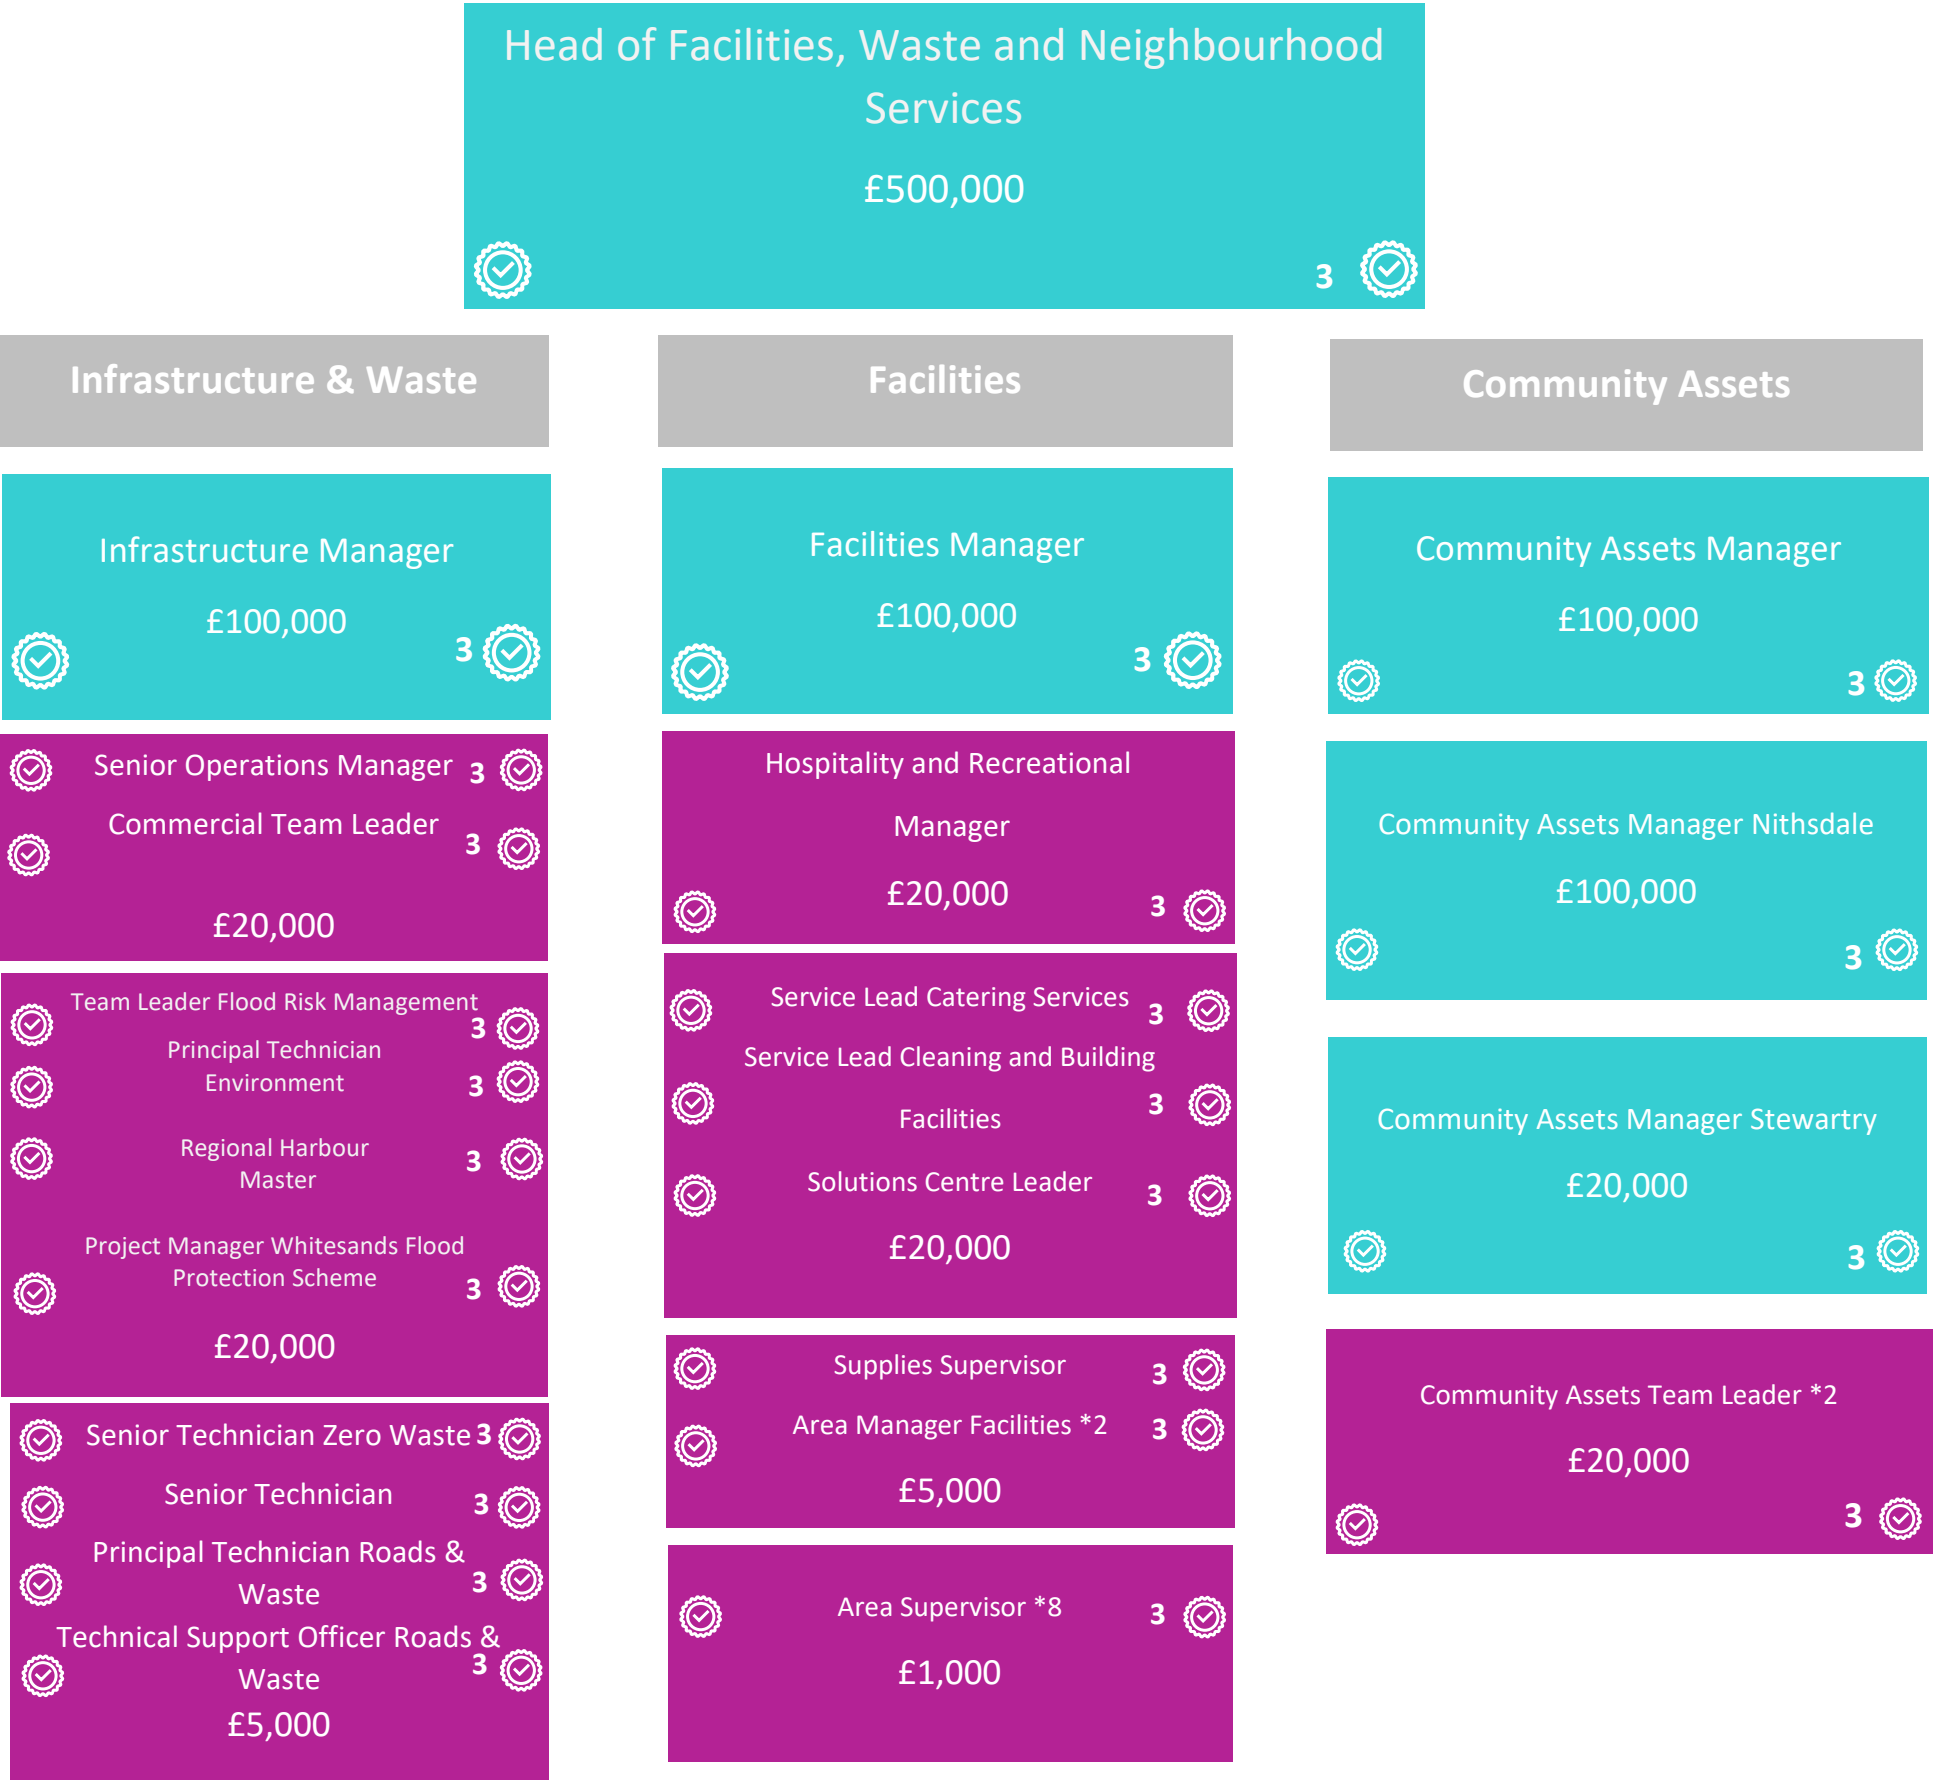 Head of Facilities, Waste and Neighbourhood
Services
£500,000
3
Infrastructure & Waste
Infrastructure Manager
£100,000
3
Senior Operations Manager 3
Commercial Team Leader
3
£20,000
Team Leader Flood Risk Management
3
Principal Technician
Environment
3
Regional Harbour
Master
3
Project Manager Whitesands Flood
Protection Scheme
3
£20,000
Senior Technician Zero Waste 3
Senior Technician
3
Principal Technician Roads &
Waste
3
Technical Support Officer Roads &
Waste
3
£5,000
Facilities
Facilities Manager
£100,000
3
Hospitality and Recreational
Manager
£20,000
3
Service Lead Catering Services
3
Service Lead Cleaning and Building
Facilities
3
Solutions Centre Leader
3
£20,000
Supplies Supervisor
3
Area Manager Facilities *2
3
£5,000
Area Supervisor *8
3
£1,000
Community Assets
Community Assets Manager
£100,000
3
Community Assets Manager Nithsdale
£100,000
3
Community Assets Manager Stewartry
£20,000
3
Community Assets Team Leader *2
£20,000
3